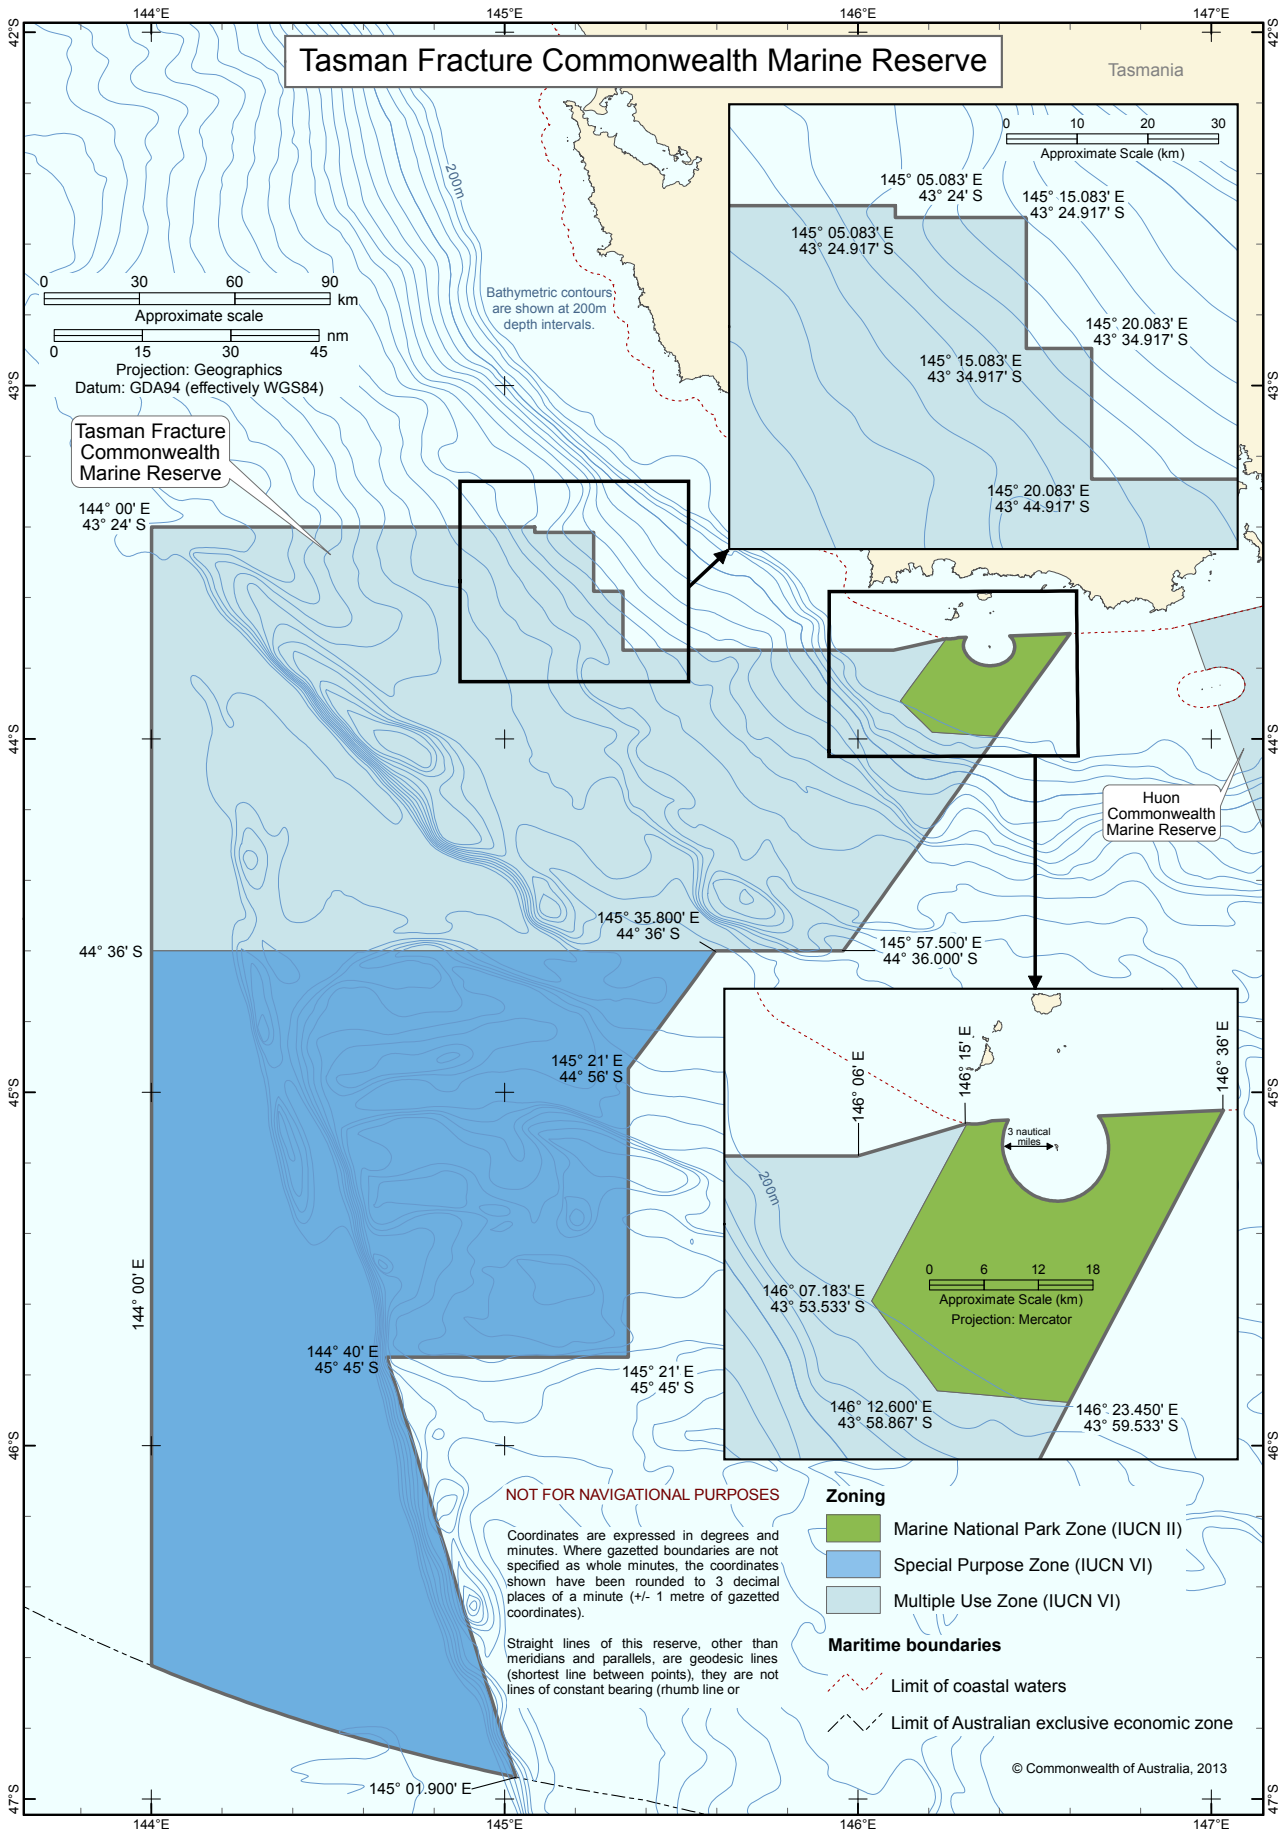 144°E
145°E
146°E
147°E
42°S
42°S
Tasman Fracture Commonwealth Marine Reserve
Tasmania
0 10 20 30
Approximate Scale (km)
145° 05.083' E
43° 24' S
145° 15.083' E
43° 24.917' S
145° 05.083' E
43° 24.917' S
145° 20.083' E
43° 34.917' S
145° 15.083' E
43° 34.917' S
145° 20.083' E
43° 44.917' S
200m
Bathymetric contours
are shown at 200m
depth intervals.
0 30 60 90
km
Approximate scale
nm
0 15 30 45
Projection: Geographics
Datum: GDA94 (effectively WGS84)
43°S
43°S
Tasman Fracture
Commonwealth
Marine Reserve
144° 00' E
43° 24' S
44°S
44°S
Huon
Commonwealth
Marine Reserve
145° 35.800' E
44° 36' S
44° 36' S
145° 57.500' E
44° 36.000' S
145° 21' E
44° 56' S
45°S
45°S
146° 06' E
146° 15' E
146° 36' E
3 nautical
miles
200m
0 6 12 18
Approximate Scale (km)
Projection: Mercator
146° 07.183' E
43° 53.533' S
146° 12.600' E
43° 58.867' S
146° 23.450' E
43° 59.533' S
144° 00' E
144° 40' E
45° 45' S
145° 21' E
45° 45' S
46°S
46°S
NOT FOR NAVIGATIONAL PURPOSES
Coordinates are expressed in degrees and
minutes. Where gazetted boundaries are not
specified as whole minutes, the coordinates
shown have been rounded to 3 decimal
places of a minute (+/- 1 metre of gazetted
coordinates).
Straight lines of this reserve, other than
meridians and parallels, are geodesic lines
(shortest line between points), they are not
lines of constant bearing (rhumb line or
Zoning
Marine National Park Zone (IUCN II)
Special Purpose Zone (IUCN VI)
Multiple Use Zone (IUCN VI)
Maritime boundaries
Limit of coastal waters
Limit of Australian exclusive economic zone
© Commonwealth of Australia, 2013
145° 01.900' E
47°S
47°S
144°E
145°E
146°E
147°E